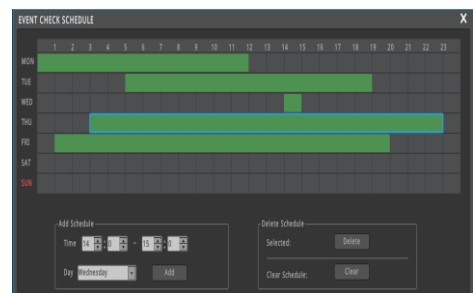 EVENT CHECK SCHEDULE X
1 2 3 4 5 6 7 8 9 10 11 12 13 14 15 16 17 18 19 20 21 22 23
MON
TUE
WED
THU
FRI
SAT
SUN
Add Schedule
Time 14 : 0 - 15 : 0
Day Wednesday Add
Delete Schedule
Selected: Delete
Clear Schedule: Clear